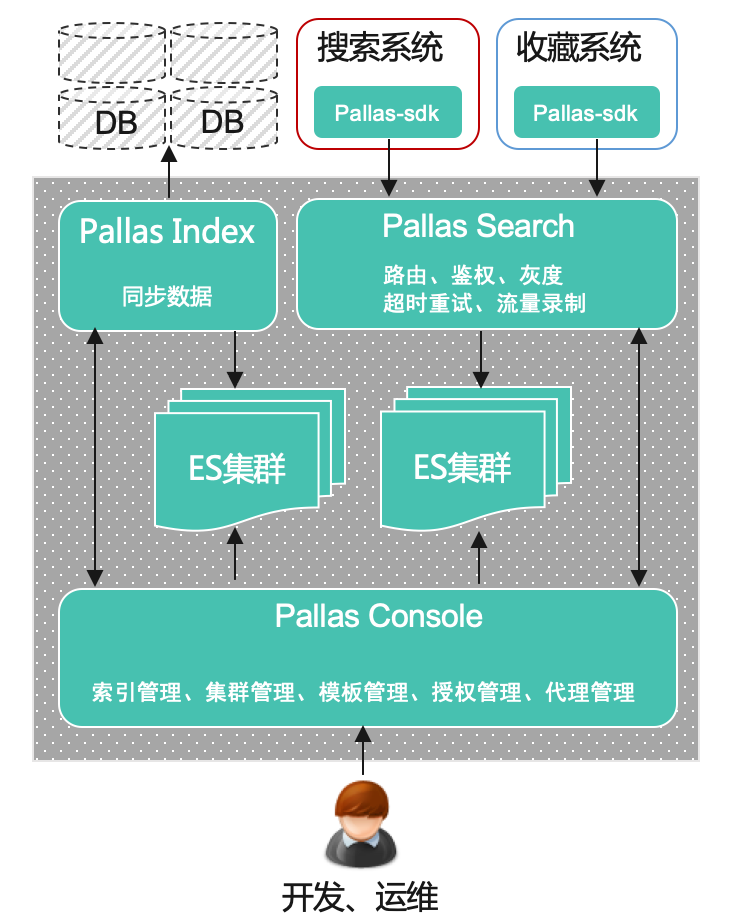 DB
DB
搜索系统
Pallas-sdk
收藏系统
Pallas-sdk
Pallas Index
同步数据
Pallas Search
路由、鉴权、灰度
超时重试、流量录制
ES集群
ES集群
Pallas Console
索引管理、集群管理、模板管理、授权管理、代理管理
开发、运维